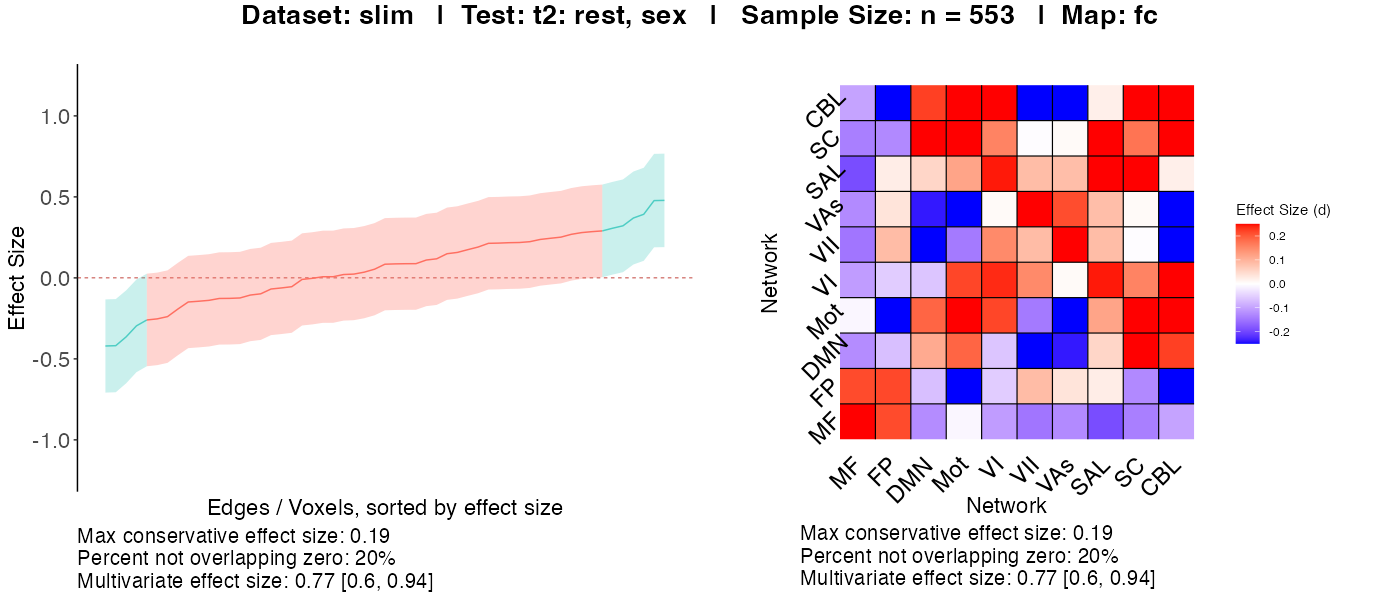 Dataset: slim | Test: t2: rest, sex | Sample Size: n = 553 | Map: fc
Effect Size
1.0
0.5
0.0
-0.5
-1.0
Edges / Voxels, sorted by effect size
Max conservative effect size: 0.19
Percent not overlapping zero: 20%
Multivariate effect size: 0.77 [0.6, 0.94]
Network
CBL
SC
SAL
VAs
VII
VI
Mot
DMN
FP
MF
MF FP DMN Mot VI VII VAs SAL SC CBL
Network
Max conservative effect size: 0.19
Percent not overlapping zero: 20%
Multivariate effect size: 0.77 [0.6, 0.94]
Effect Size (d)
0.2
0.1
0.0
-0.1
-0.2